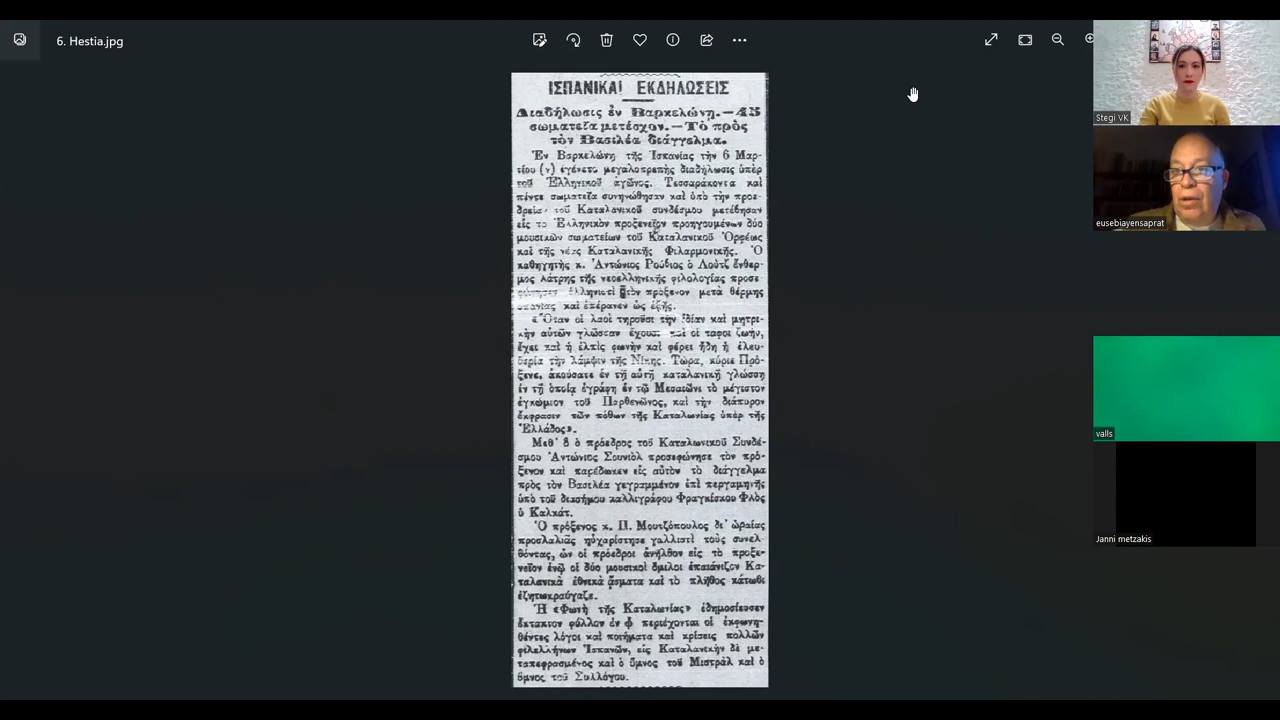 6. Hestia.jpg
ΙΣΠΑΝΙΚΑΙ ΕΚΔΗΛΩΣΕΙΣ
Διαδήλωσις ἐν Βαρκελώνῃ.—45
σωματεῖα μετέσχον.—Τὸ πρὸς
τὸν Βασιλέα διάγγελμα.
Ἐν Βαρκελώνῃ τῆς Ἱσπανίας τὴν 6 Μαρ-
τίου (ν) ἐγένετο μεγαλοπρεπὴς διαδήλωσις ὑπὲρ
τοῦ Ἑλληνικοῦ ἀγῶνος. Τεσσαράκοντα καὶ
πέντε σωματεῖα συνηνώθησαν καὶ ὑπὸ τὴν προε-
δρείαν τοῦ Καταλανικοῦ συνδέσμου μετέβησαν
εἰς τὸ Ἑλληνικὸν προξενεῖον προηγουμένων δύο
μουσικῶν σωματείων τοῦ Καταλανικοῦ Ὀρφέως
καὶ τῆς νέας Καταλανικῆς Φιλαρμονικῆς. Ὁ
καθηγητὴς κ. Ἀντώνιος Ρούβιος ὁ Λούτζ ἔνθερ-
μος λάτρης τῆς νεοελληνικῆς φιλολογίας προσε-
φώνησεν ἑλληνιστὶ τὸν πρόξενον μετὰ θέρμης
καὶ ἐπέρανεν ὡς ἑξῆς.
«Ὅταν οἱ λαοὶ τηροῦσι τὴν ἰδίαν καὶ μητρι-
κὴν αὐτῶν γλῶσσαν ἔχουσι καὶ οἱ τάφοι ζωήν,
ἔχει καὶ ἡ ἐλπὶς φωνὴν καὶ φέρει ἤδη ἡ ἐλευ-
θερία τὴν λάμψιν τῆς Νίκης. Τώρα, κύριε Πρό-
ξενε, ἀκούσατε ἐν τῇ αὐτῇ καταλανικῇ γλώσσῃ
ἐν τῇ ὁποίᾳ ἐγράφη ἐν τῷ Μεσαιῶνι τὸ μέγιστον
ἐγκώμιον τοῦ Παρθενῶνος, καὶ τὴν διάπυρον
ἔκφρασιν τῶν πόθων τῆς Καταλωνίας ὑπὲρ τῆς
Ἑλλάδος».
Μεθ' ὃ ὁ πρόεδρος τοῦ Καταλωνικοῦ Συνδέ-
σμου Ἀντώνιος Σουνιὸλ προσεφώνησε τὸν πρό-
ξενον καὶ παρέδωκεν εἰς αὐτὸν τὸ διάγγελμα
πρὸς τὸν Βασιλέα γεγραμμένον ἐπὶ περγαμηνῆς
ὑπὸ τοῦ διασήμου καλλιγράφου Φραγκίσκου Φλὸς
ὁ Καλκάτ.
Ὁ πρόξενος κ. Π. Μουτζόπουλος δι' ὡραίας
προσλαλιᾶς ηὐχαρίστησε γαλλιστὶ τοὺς συνελ-
θόντας, ὧν οἱ πρόεδροι ἀνῆλθον εἰς τὸ προξε-
νεῖον ἐνῷ οἱ δύο μουσικοὶ ὅμιλοι ἐπαιάνιζον Κα-
ταλανικὰ ἐθνικὰ ᾄσματα καὶ τὸ πλῆθος κάτωθι
ἐζητωκραύγαζε.
Ἡ «Φωνὴ τῆς Καταλωνίας» ἐδημοσίευσεν
ἔκτακτον φύλλον ἐν ᾧ περιέχονται οἱ ἐκφωνη-
θέντες λόγοι καὶ ποιήματα καὶ κρίσεις πολλῶν
φιλελλήνων Ἱσπανῶν, εἰς Καταλανικὴν δὲ με-
ταπεφρασμένος καὶ ὁ ὕμνος τοῦ Μιστρὰλ καὶ ὁ
ὕμνος τοῦ Συλλόγου.
Stegi VK
eusebiayensaprat
valls
Janni metzakis